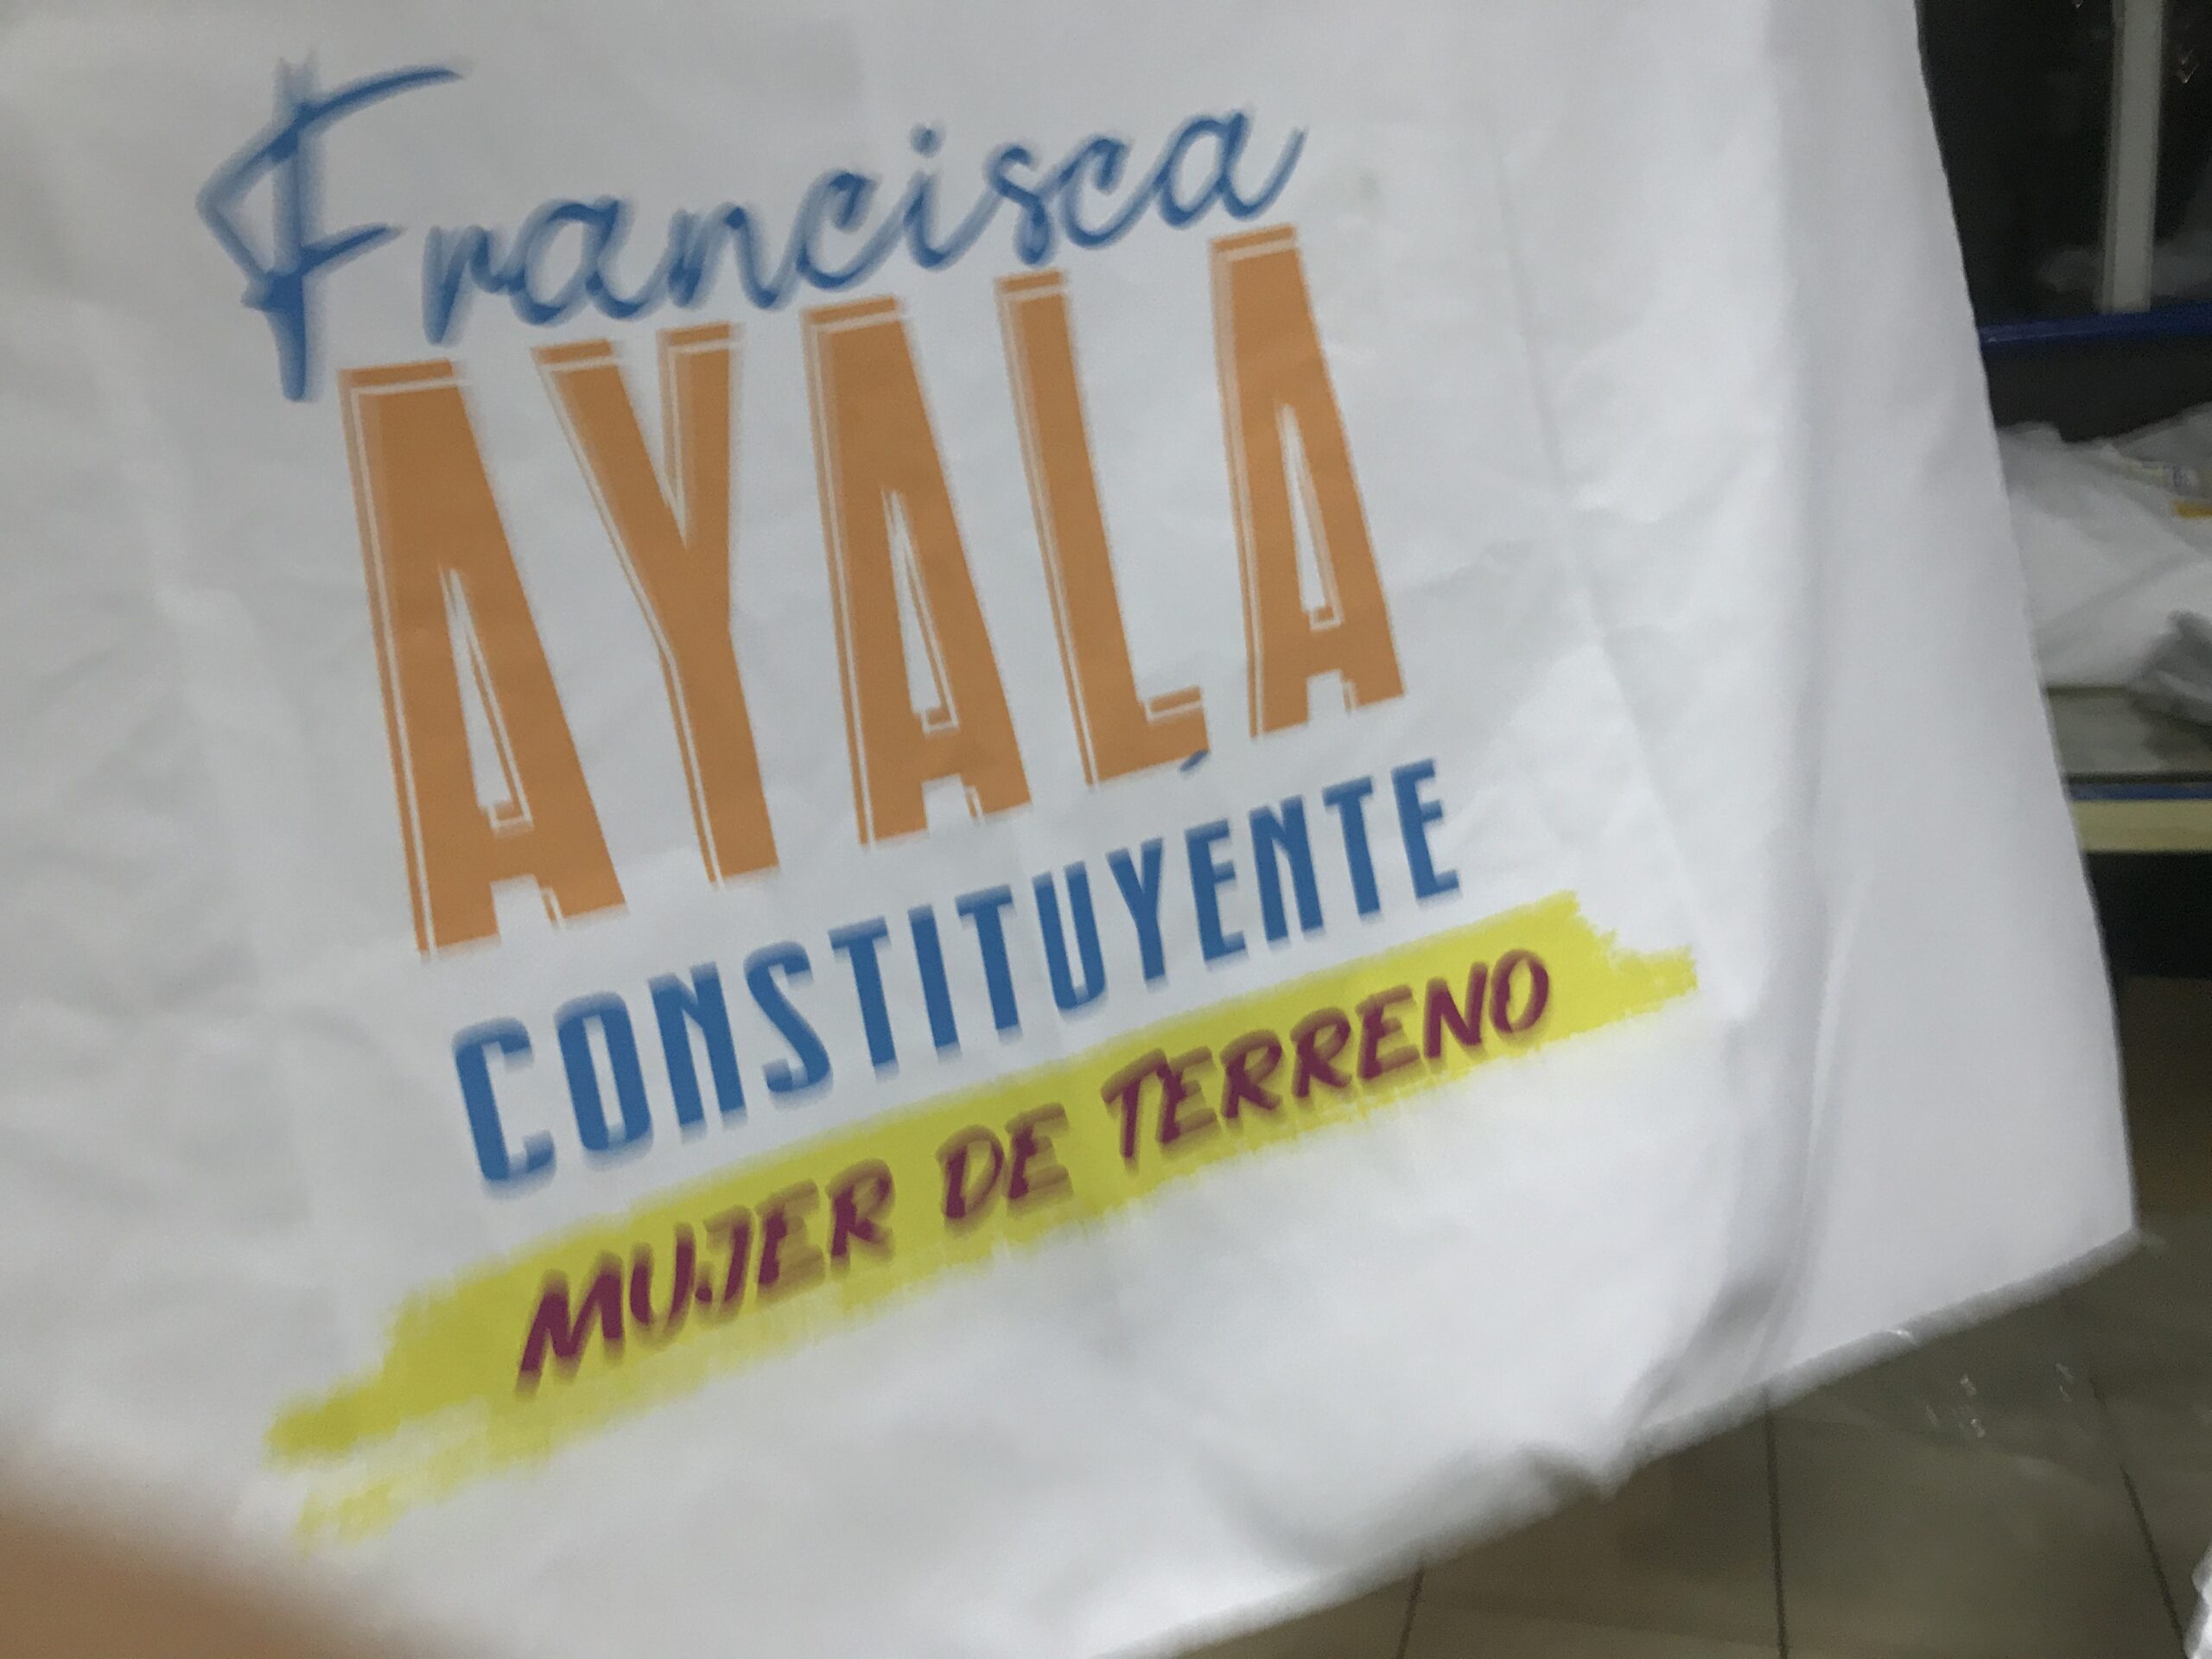 Francisca
AYALA
CONSTITUYENTE
MUJER DE TERRENO